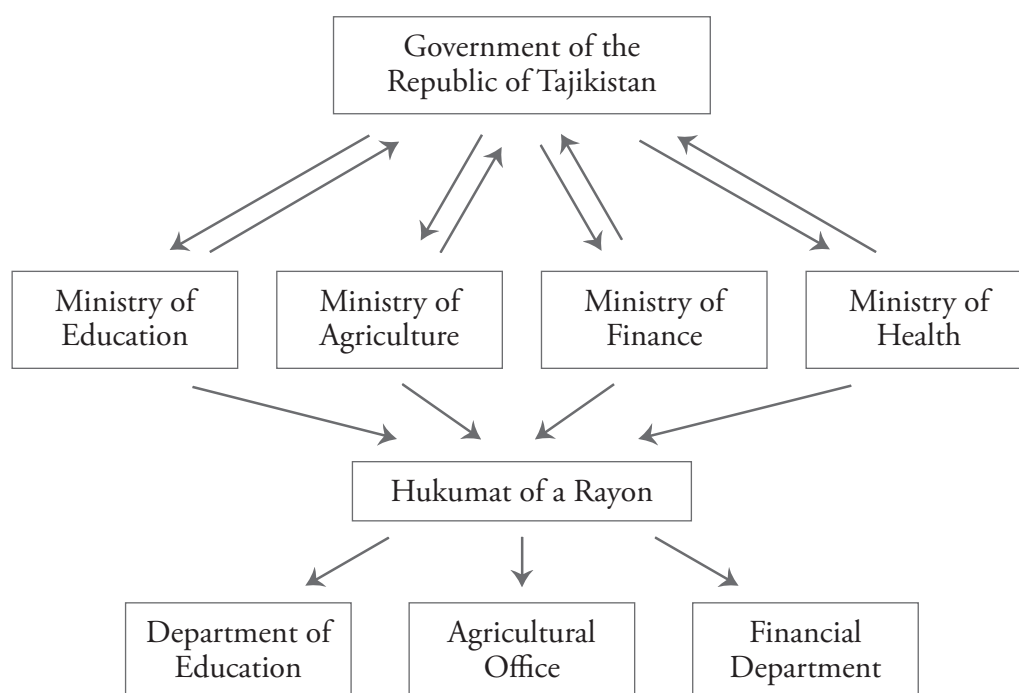 Government of the
Republic of Tajikistan
Ministry of
Education
Ministry of
Agriculture
Ministry of
Finance
Ministry of
Health
Hukumat of a Rayon
Department of
Education
Agricultural
Office
Financial
Department